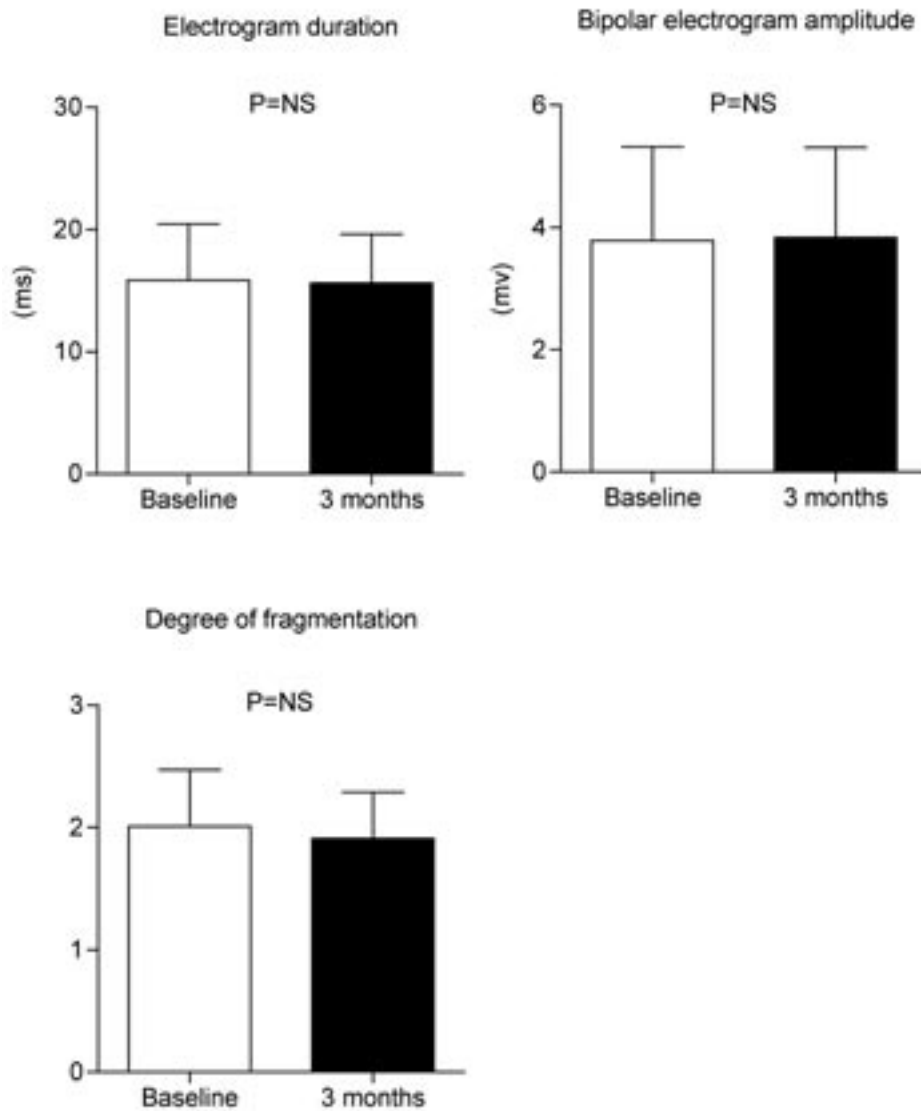 Electrogram duration
P=NS
30
20
10
0
(ms)
Baseline 3 months
Bipolar electrogram amplitude
P=NS
6
4
2
0
(mv)
Baseline 3 months
Degree of fragmentation
P=NS
3
2
1
0
Baseline 3 months